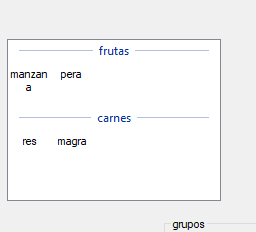 frutas
manzan pera
a
carnes
res magra
grupos